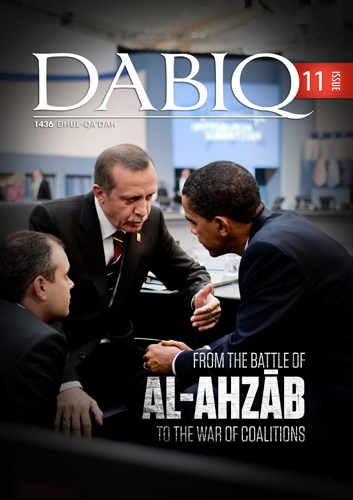 DABIQ
11 ISSUE
1436 DHUL-QA'DAH
FROM THE BATTLE OF
AL-AHZĀB
TO THE WAR OF COALITIONS